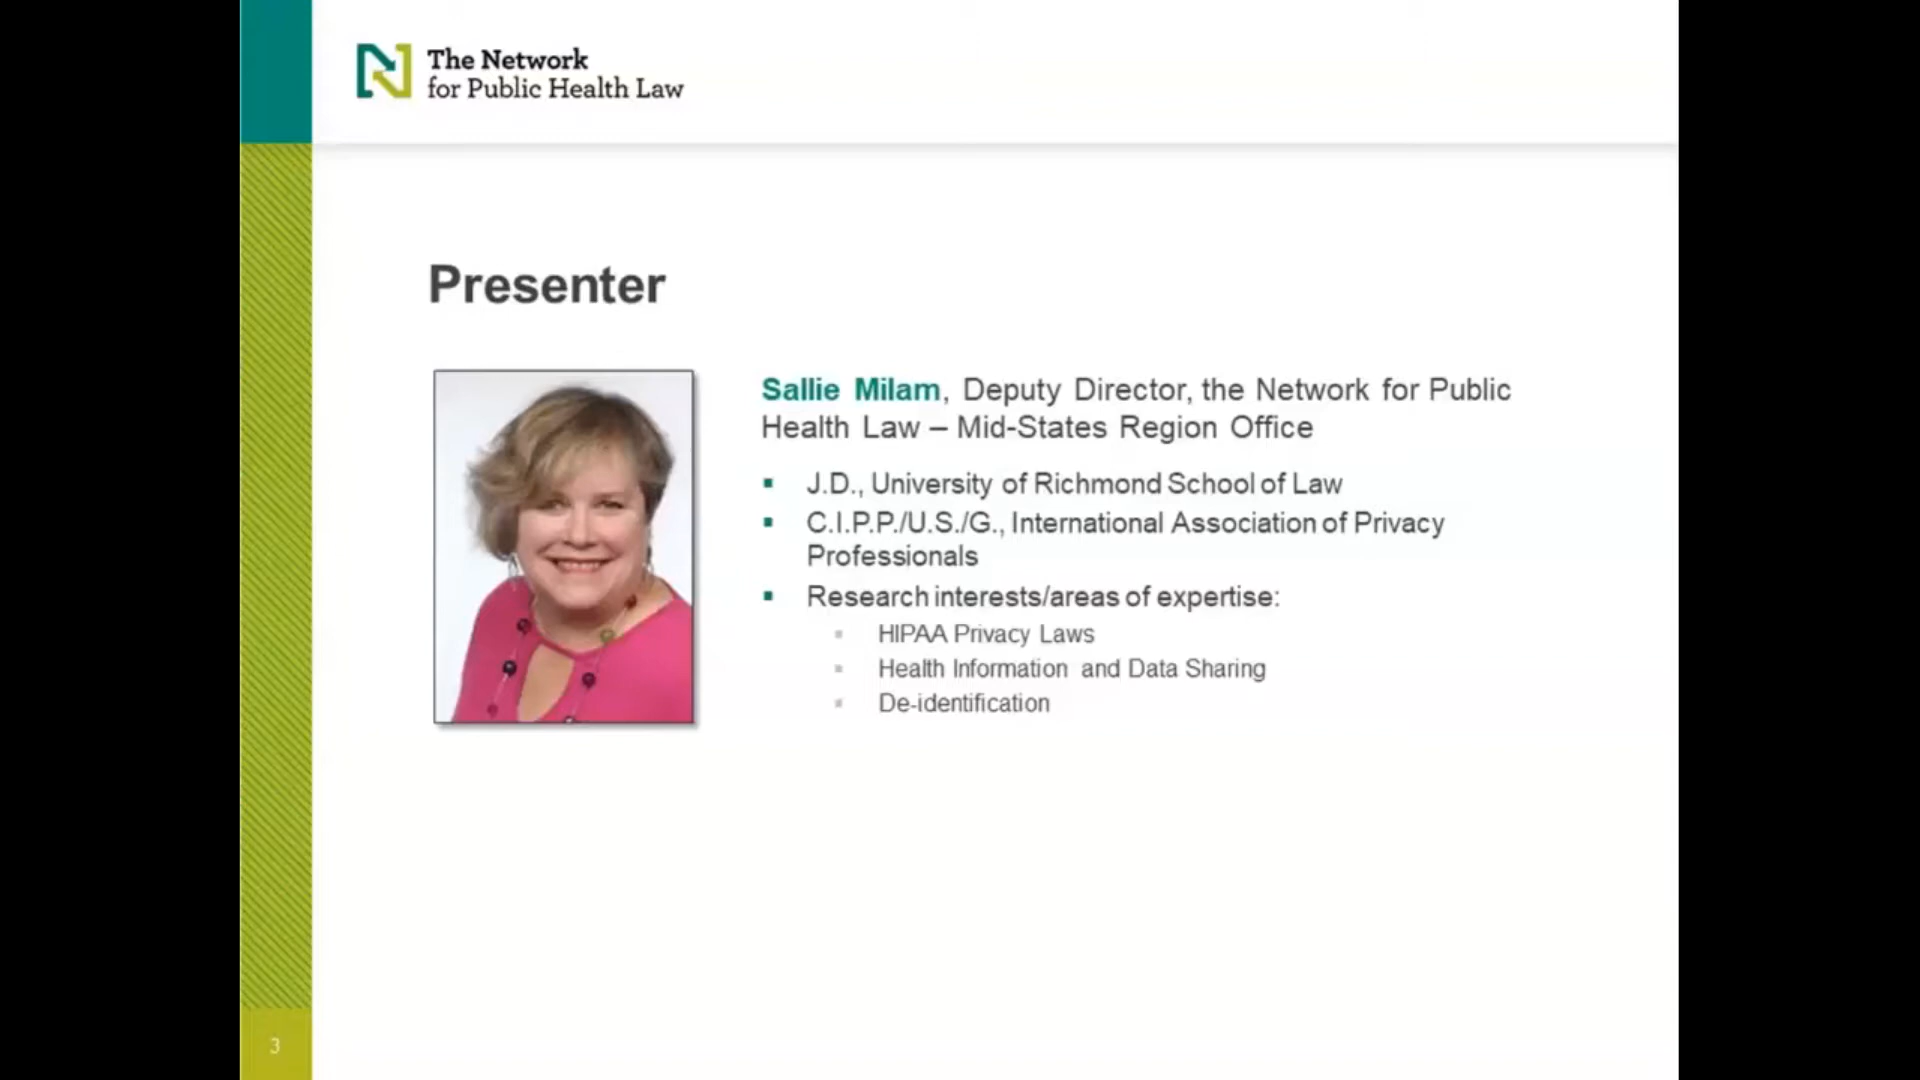 The Network
for Public Health Law
Presenter
Sallie Milam, Deputy Director, the Network for Public
Health Law – Mid-States Region Office
▪ J.D., University of Richmond School of Law
▪ C.I.P.P./U.S./G., International Association of Privacy
Professionals
▪ Research interests/areas of expertise:
▪ HIPAA Privacy Laws
▪ Health Information and Data Sharing
▪ De-identification
3